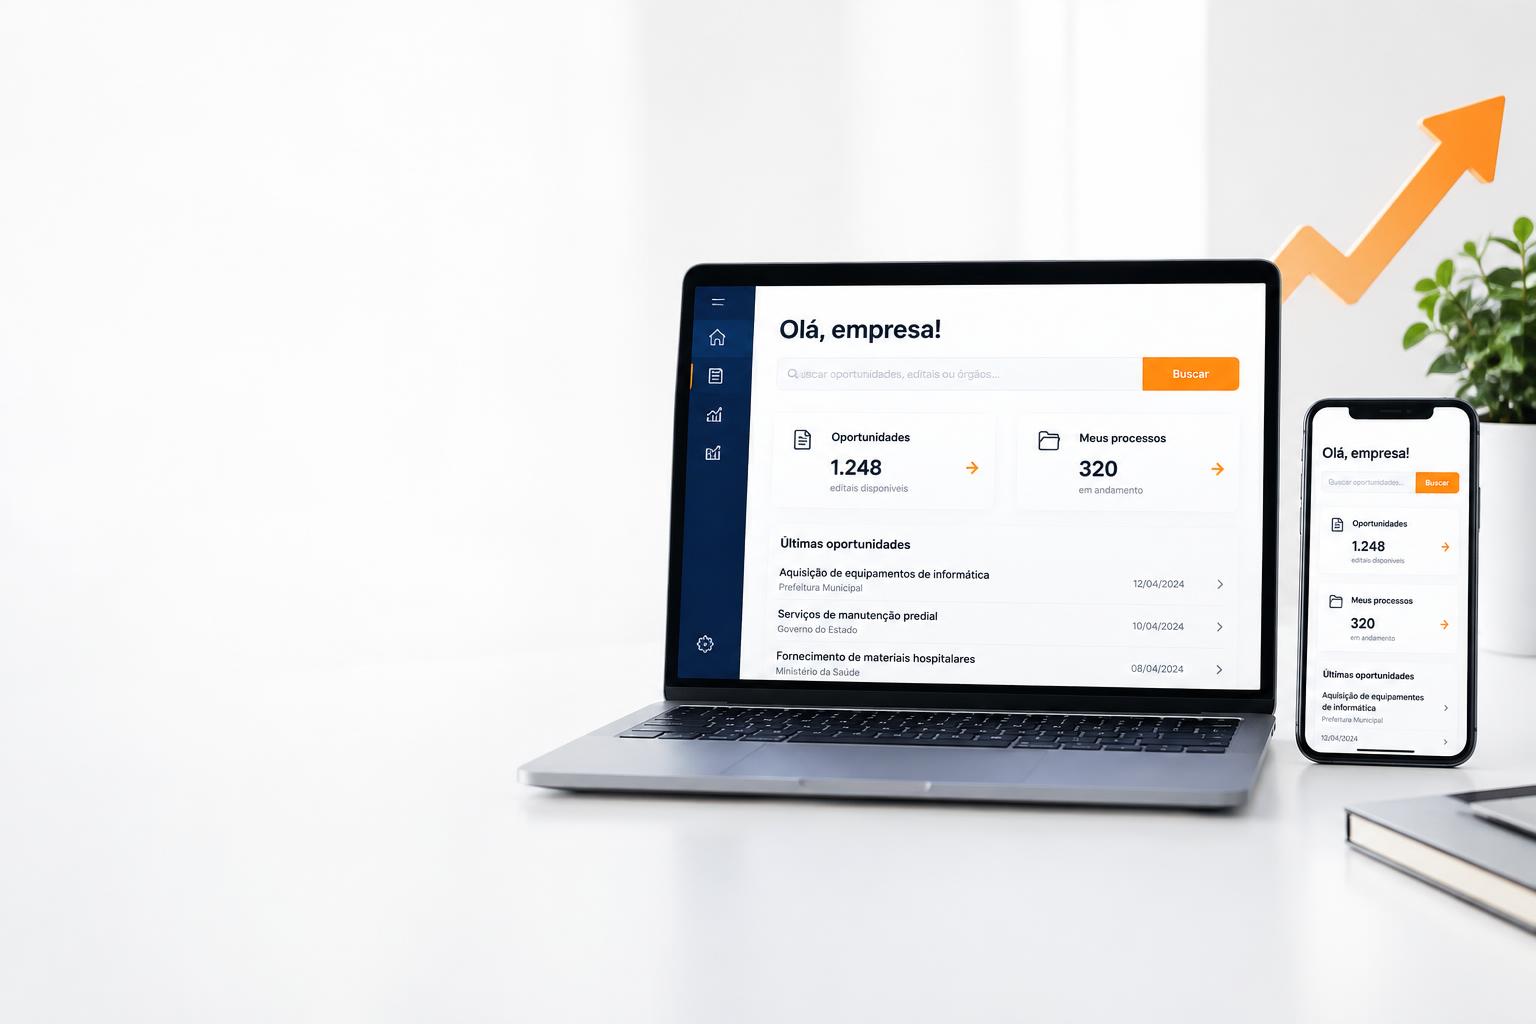 Olá, empresa!
oportunidades, editais ou órgãos...
Buscar
Oportunidades
1.248
editais disponíveis
Meus processos
320
em andamento
Últimas oportunidades
Aquisição de equipamentos de informática
Prefeitura Municipal
12/04/2024
Serviços de manutenção predial
Governo do Estado
10/04/2024
Fornecimento de materiais hospitalares
Ministério da Saúde
08/04/2024
Olá, empresa!
Buscar oportunidades...
Buscar
Oportunidades
1.248
editais disponíveis
Meus processos
320
em andamento
Últimas oportunidades
Aquisição de equipamentos
de informática
Prefeitura Municipal
12/04/2024